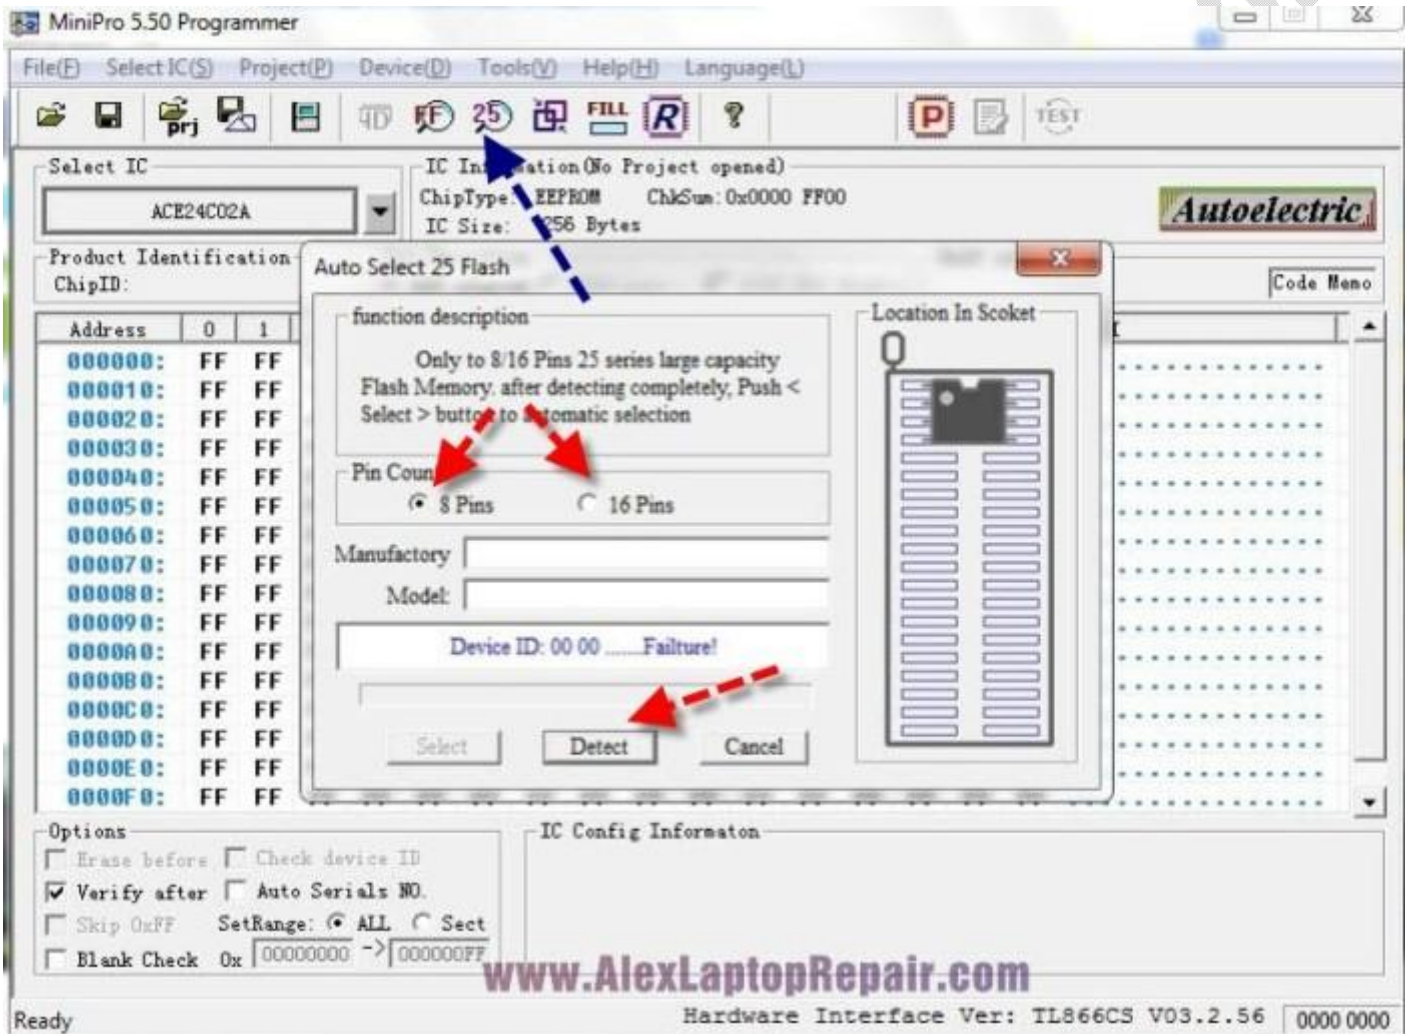 MiniPro 5.50 Programmer
File(F) Select IC(S) Project(P) Device(D) Tools(V) Help(H) Language(L)
prj FF 25 FILL R ? P TEST
Select IC
ACE24C02A
IC Information(No Project opened)
ChipType: EEPROM ChkSum:0x0000 FF00
IC Size: 256 Bytes
Autoelectric
Product Identification
ChipID:
Code Memo
Auto Select 25 Flash
function description
Only to 8/16 Pins 25 series large capacity
Flash Memory. after detecting completely, Push <
Select > button to automatic selection
Pin Count
8 Pins 16 Pins
Manufactory
Model:
Device ID: 00 00 ......Failture!
Select Detect Cancel
Location In Scoket
Address 0 1
000000: FF FF
000010: FF FF
000020: FF FF
000030: FF FF
000040: FF FF
000050: FF FF
000060: FF FF
000070: FF FF
000080: FF FF
000090: FF FF
0000A0: FF FF
0000B0: FF FF
0000C0: FF FF
0000D0: FF FF
0000E0: FF FF
0000F0: FF FF
Options
Erase before Check device ID
Verify after Auto Serials NO.
Skip 0xFF SetRange: ALL Sect
Blank Check 0x 00000000 -> 000000FF
IC Config Informaton
www.AlexLaptopRepair.com
Ready
Hardware Interface Ver: TL866CS V03.2.56 0000 0000